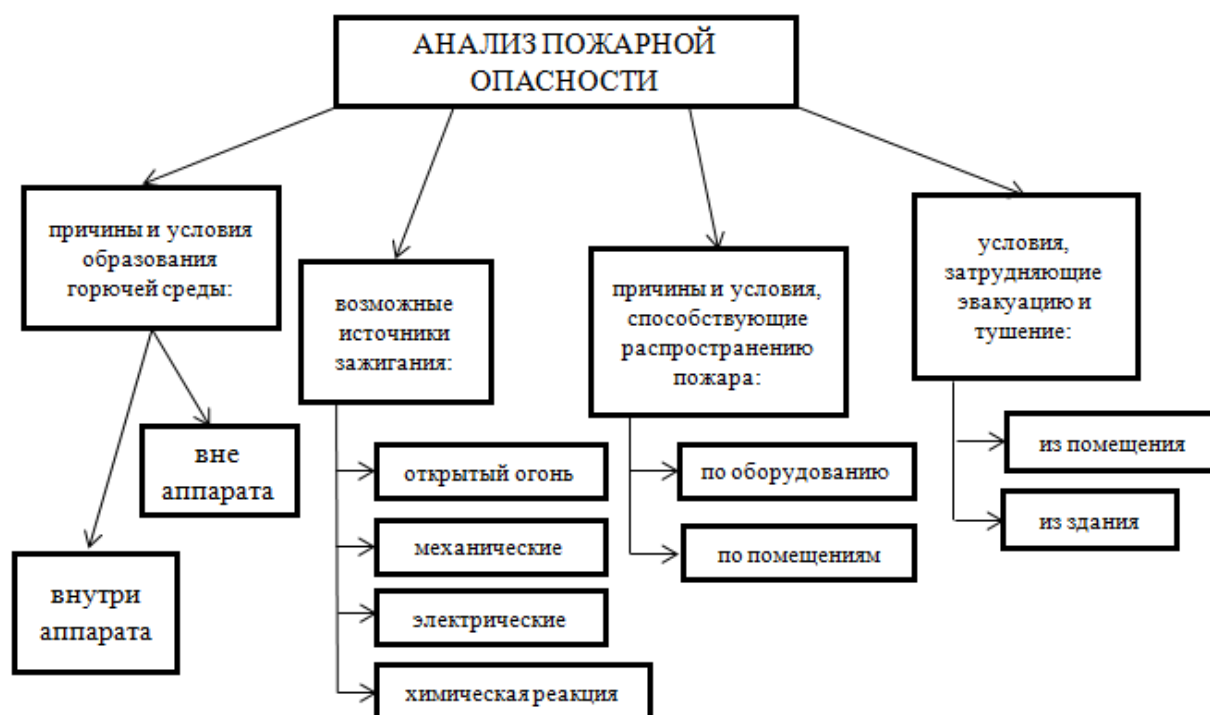 АНАЛИЗ ПОЖАРНОЙ
ОПАСНОСТИ
причины и условия
образования
горючей среды:
вне
аппарата
внутри
аппарата
возможные
источники
зажигания:
открытый огонь
механические
электрические
химическая реакция
причины и условия,
способствующие
распространению
пожара:
по оборудованию
по помещениям
условия,
затрудняющие
эвакуацию и
тушение:
из помещения
из здания